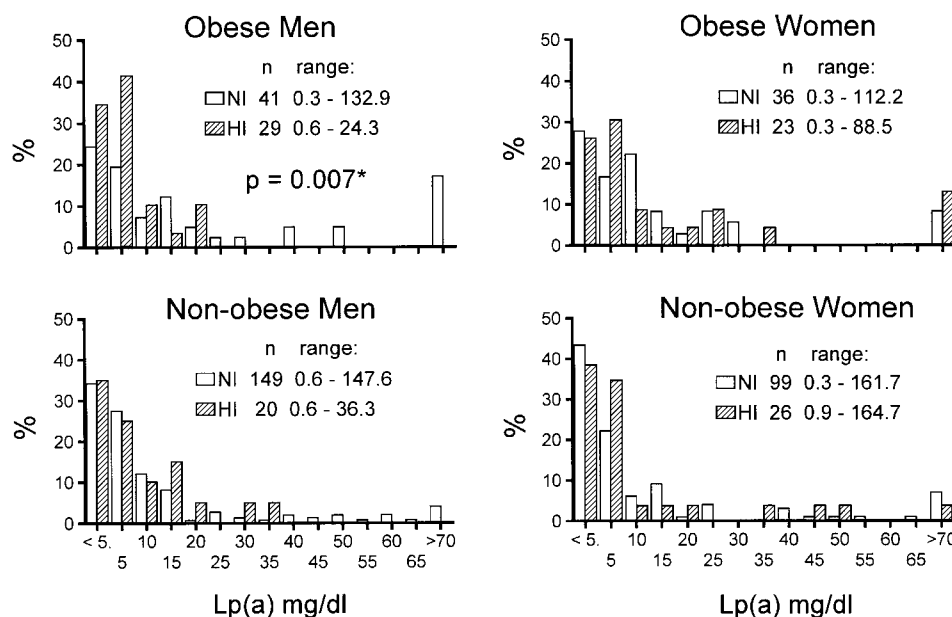 Obese Men
50
40
30
20
10
0
%
n range:
NI 41 0.3 - 132.9
HI 29 0.6 - 24.3
p = 0.007*
Obese Women
50
40
30
20
10
0
%
n range:
NI 36 0.3 - 112.2
HI 23 0.3 - 88.5
Non-obese Men
50
40
30
20
10
0
%
n range:
NI 149 0.6 - 147.6
HI 20 0.6 - 36.3
< 5. 10 20 30 40 50 60 >70
5 15 25 35 45 55 65
Lp(a) mg/dl
Non-obese Women
50
40
30
20
10
0
%
n range:
NI 99 0.3 - 161.7
HI 26 0.9 - 164.7
< 5. 10 20 30 40 50 60 >70
5 15 25 35 45 55 65
Lp(a) mg/dl